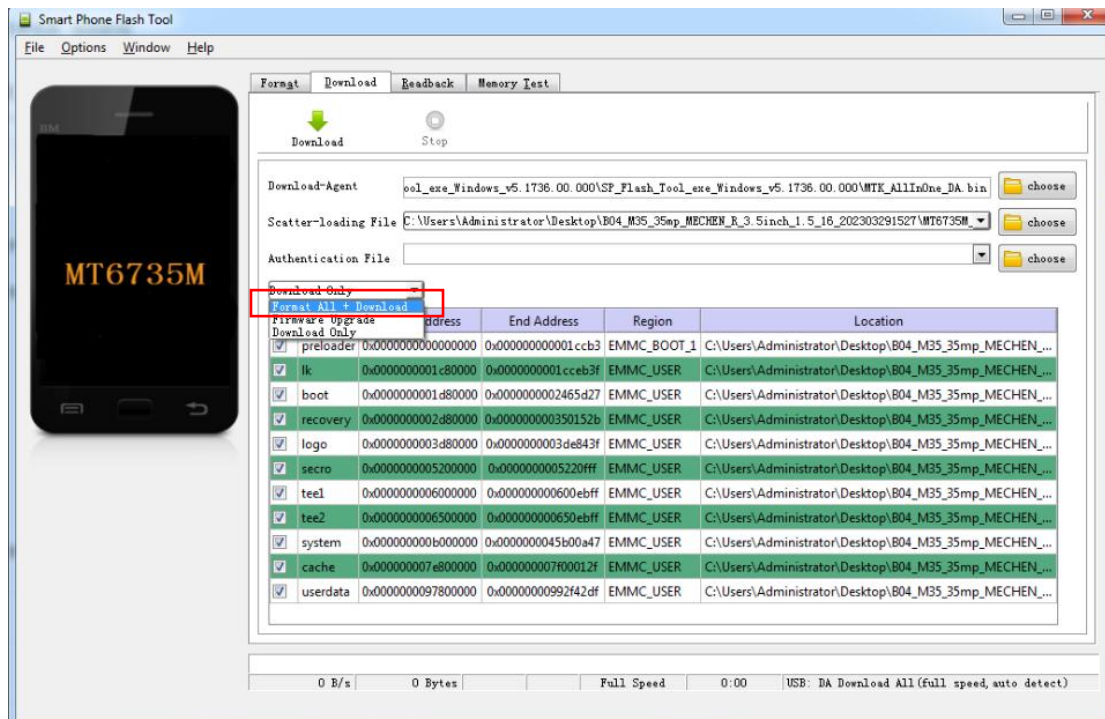 Smart Phone Flash Tool
File Options Window Help
Format Download Readback Memory Test
BM
Download Stop
Download-Agent ool_exe_Windows_v5.1736.00.000\SP_Flash_Tool_exe_Windows_v5.1736.00.000\MTK_AllInOne_DA.bin choose
Scatter-loading File C:\Users\Administrator\Desktop\B04_M35_35mp_MECHEN_R_3.5inch_1.5_16_202303291527\MT6735M_ choose
Authentication File choose
MT6735M
Download Only
Format All + Download
Firmware Upgrade
Download Only
ddress End Address Region Location
preloader 0x0000000000000000 0x000000000001ccb3 EMMC_BOOT_1 C:\Users\Administrator\Desktop\B04_M35_35mp_MECHEN_...
lk 0x0000000001c80000 0x0000000001cceb3f EMMC_USER C:\Users\Administrator\Desktop\B04_M35_35mp_MECHEN_...
boot 0x0000000001d80000 0x0000000002465d27 EMMC_USER C:\Users\Administrator\Desktop\B04_M35_35mp_MECHEN_...
recovery 0x0000000002d80000 0x000000000350152b EMMC_USER C:\Users\Administrator\Desktop\B04_M35_35mp_MECHEN_...
logo 0x0000000003d80000 0x0000000003de843f EMMC_USER C:\Users\Administrator\Desktop\B04_M35_35mp_MECHEN_...
secro 0x0000000005200000 0x0000000005220fff EMMC_USER C:\Users\Administrator\Desktop\B04_M35_35mp_MECHEN_...
tee1 0x0000000006000000 0x000000000600ebff EMMC_USER C:\Users\Administrator\Desktop\B04_M35_35mp_MECHEN_...
tee2 0x0000000006500000 0x000000000650ebff EMMC_USER C:\Users\Administrator\Desktop\B04_M35_35mp_MECHEN_...
system 0x000000000b000000 0x0000000045b00a47 EMMC_USER C:\Users\Administrator\Desktop\B04_M35_35mp_MECHEN_...
cache 0x000000007e800000 0x000000007f00012f EMMC_USER C:\Users\Administrator\Desktop\B04_M35_35mp_MECHEN_...
userdata 0x0000000097800000 0x00000000992f42df EMMC_USER C:\Users\Administrator\Desktop\B04_M35_35mp_MECHEN_...
0 B/s 0 Bytes Full Speed 0:00 USB: DA Download All(full speed,auto detect)